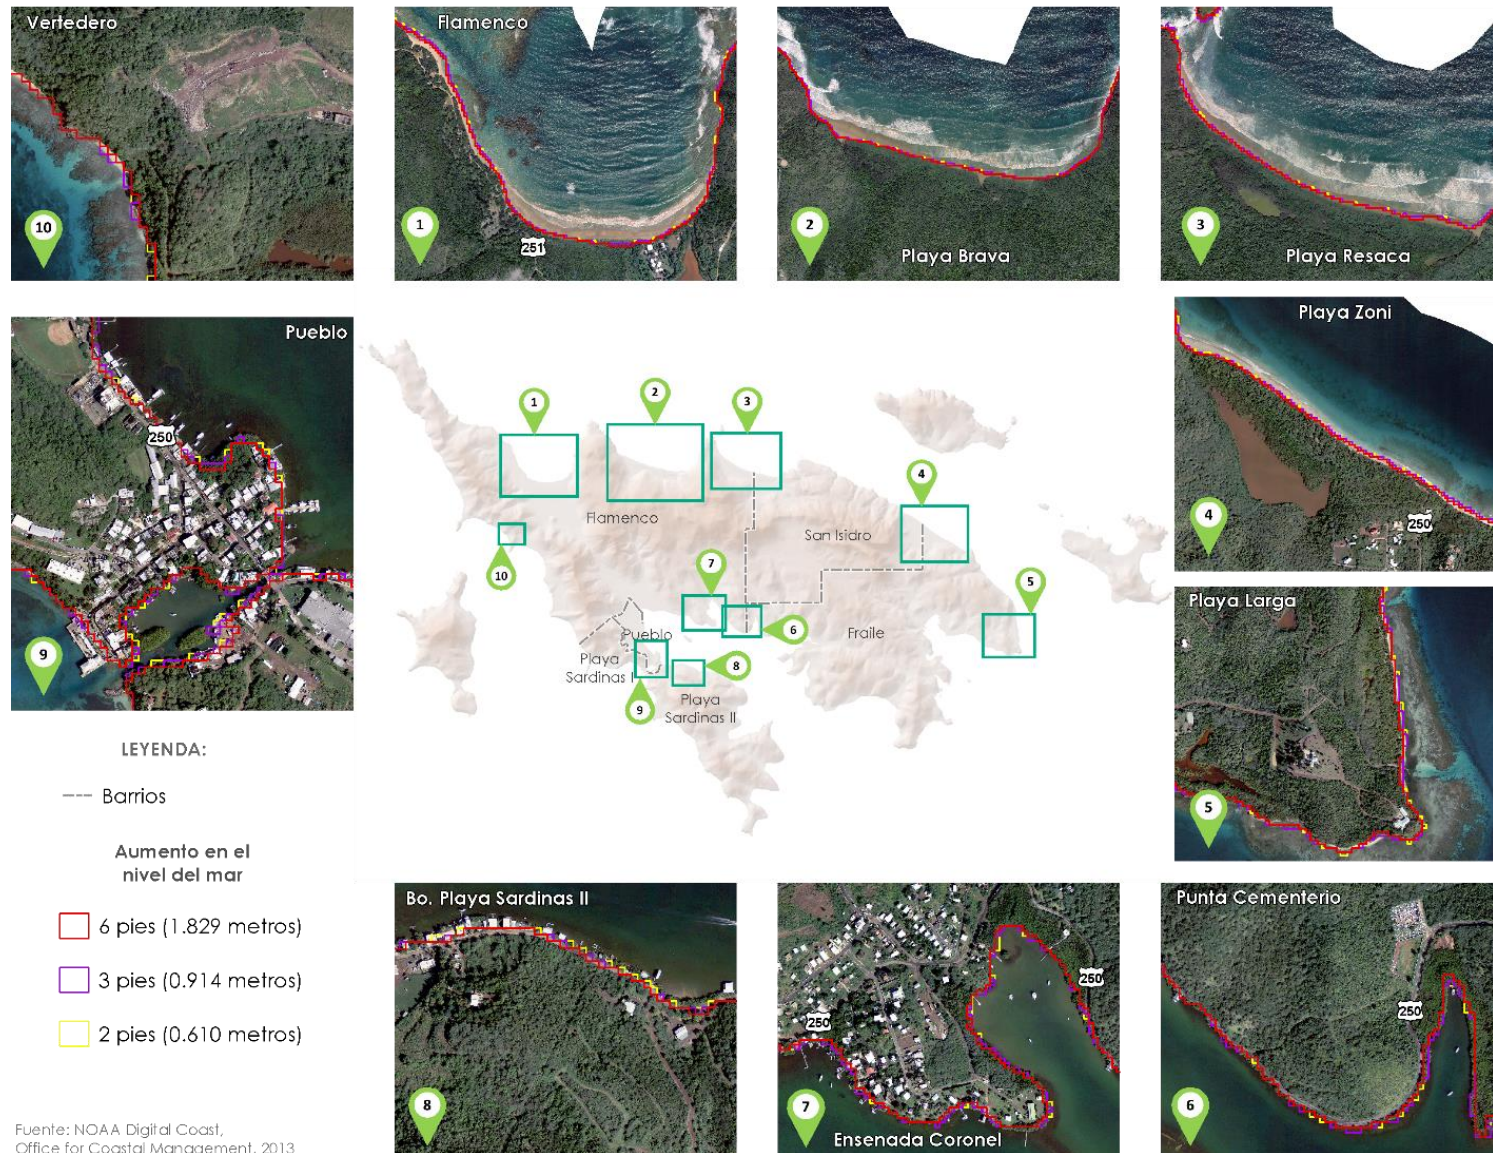 Vertedero
10
Flamenco
1
251
2
Playa Brava
3
Playa Resaca
Pueblo
250
9
Playa Zoni
4
250
1
2
3
4
Flamenco
San Isidro
10
7
5
6
Fraile
Pueblo
Playa
Sardinas I
8
9
Playa
Sardinas II
Playa Larga
5
LEYENDA:
Barrios
Aumento en el
nivel del mar
6 pies (1.829 metros)
3 pies (0.914 metros)
2 pies (0.610 metros)
Bo. Playa Sardinas II
8
250
250
7
Ensenada Coronel
Punta Cementerio
250
6
Fuente: NOAA Digital Coast,
Office for Coastal Management, 2013